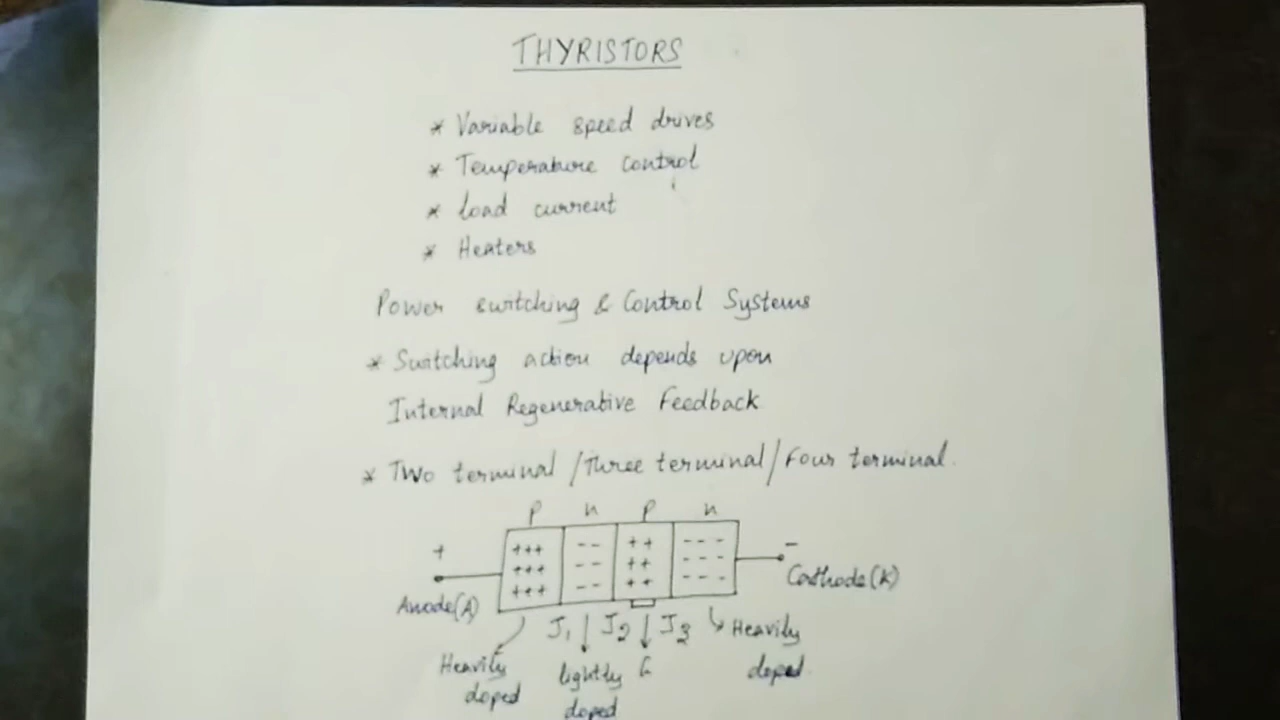 THYRISTORS
* Variable speed drives
* Temperature control
* load current
* Heaters
Power switching & Control Systems
* Switching action depends upon
Internal Regenerative Feedback
* Two terminal / Three terminal / Four terminal.
p n p n
+ +++ -- ++ --- -
+++ -- ++ ---
+++ -- ++ ---
Anode(A) Cathode(K)
J1 J2 J3 Heavily
doped
Heavily
doped
lightly
doped
G